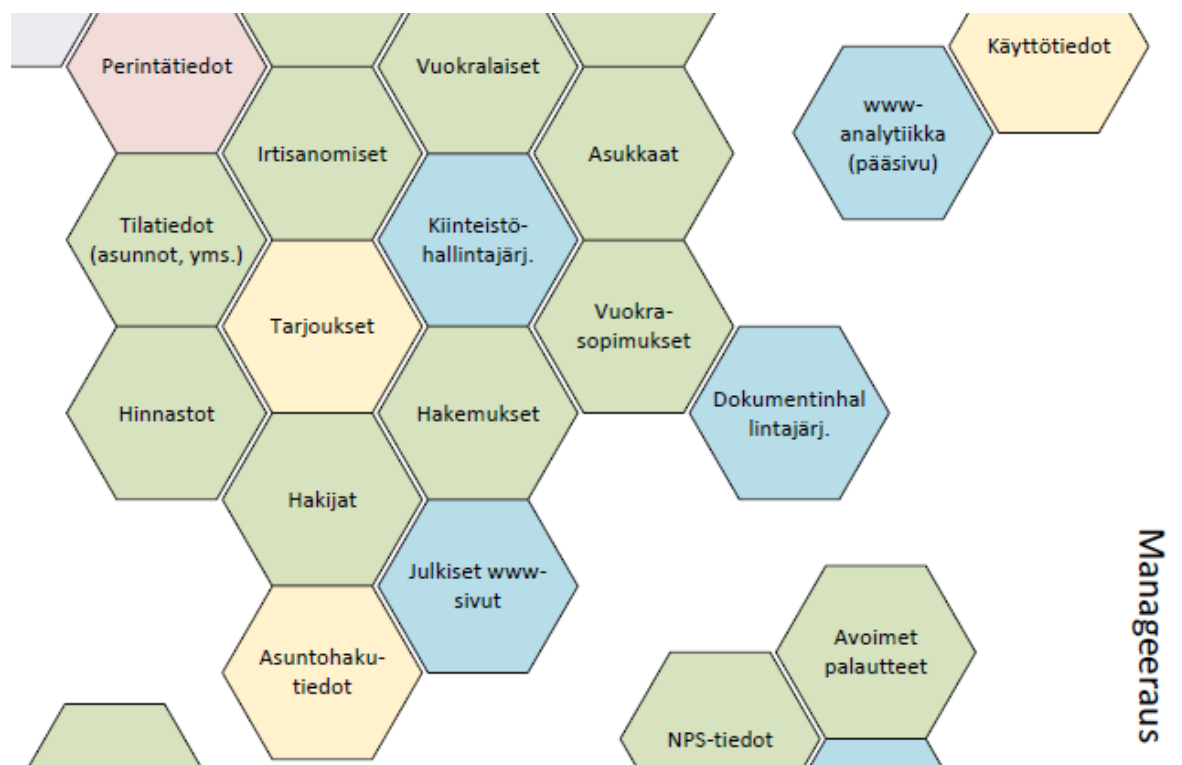 Käyttötiedot
Perintätiedot
Vuokralaiset
www-
analytiikka
(pääsivu)
Irtisanomiset
Asukkaat
Tilatiedot
(asunnot, yms.)
Kiinteistö-
hallintajärj.
Tarjoukset
Vuokra-
sopimukset
Hinnastot
Hakemukset
Dokumentinhal
lintajärj.
Hakijat
Julkiset www-
sivut
Asuntohaku-
tiedot
Avoimet
palautteet
NPS-tiedot
Manageeraus